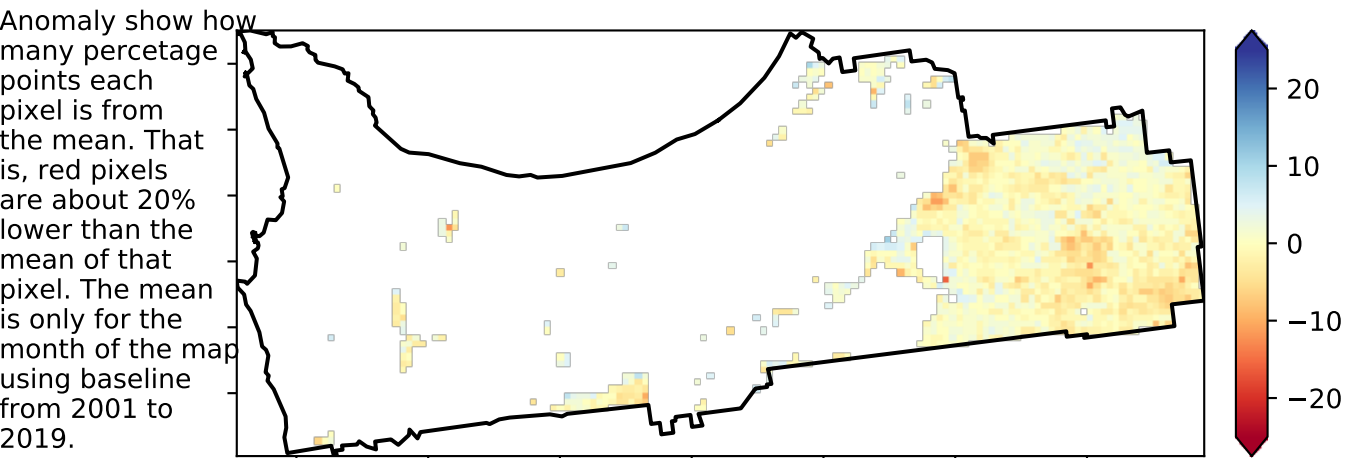 Anomaly show how
many percetage
points each
pixel is from
the mean. That
is, red pixels
are about 20%
lower than the
mean of that
pixel. The mean
is only for the
month of the map
using baseline
from 2001 to
2019.
20
10
0
−10
−20